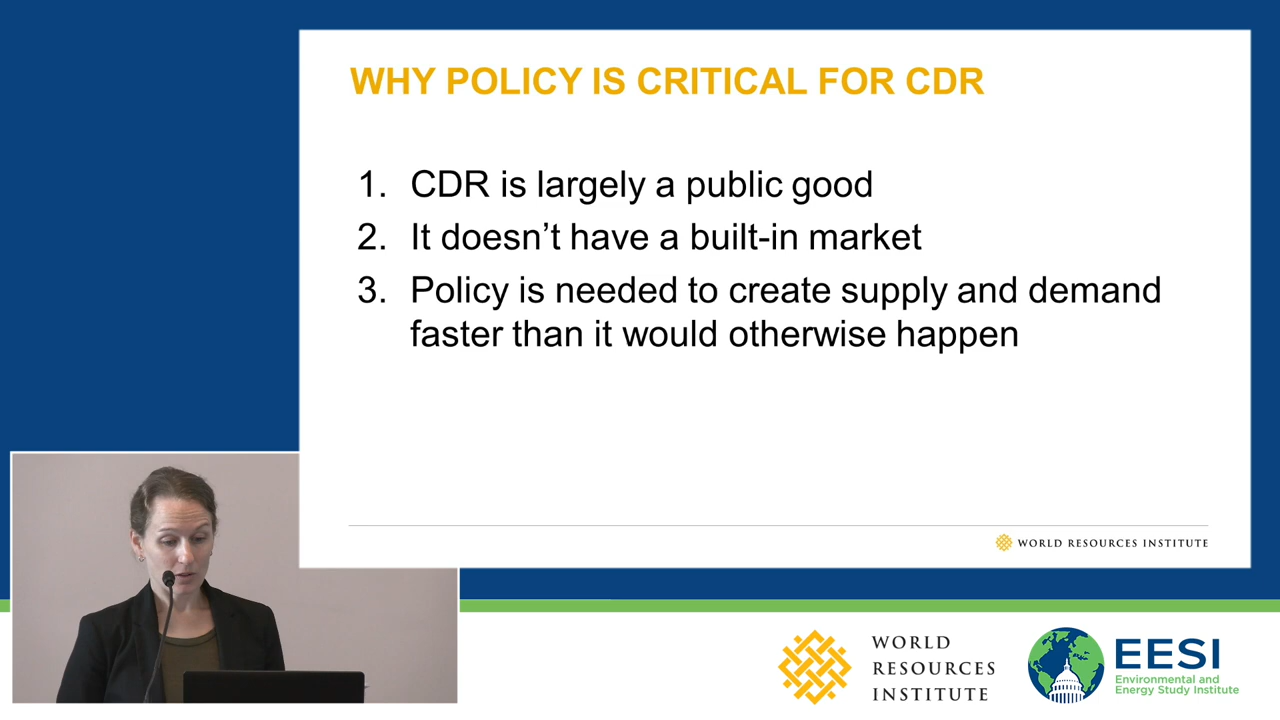 WHY POLICY IS CRITICAL FOR CDR
1. CDR is largely a public good
2. It doesn’t have a built-in market
3. Policy is needed to create supply and demand
faster than it would otherwise happen
WORLD RESOURCES INSTITUTE
WORLD
RESOURCES
INSTITUTE
EESI
Environmental and
Energy Study Institute